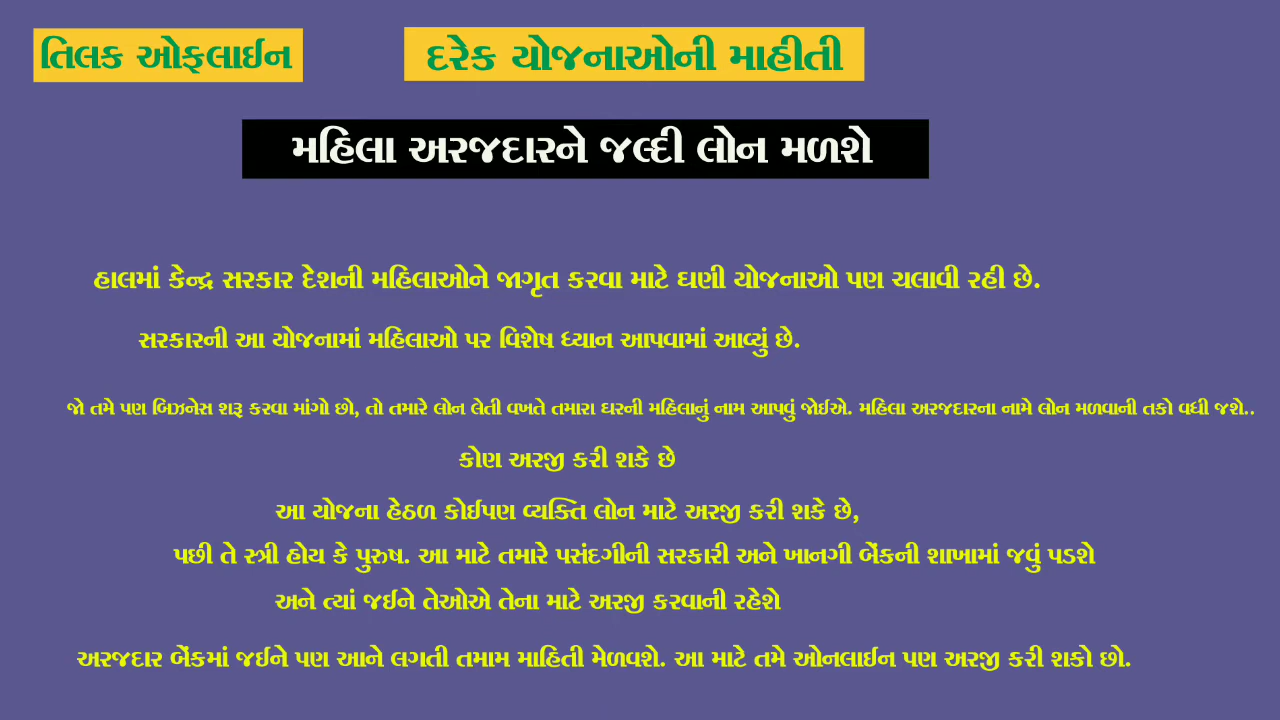 તિલક ઓફલાઈન
દરેક યોજનાઓની માહીતી
મહિલા અરજદારને જલ્દી લોન મળશે
હાલમાં કેન્દ્ર સરકાર દેશની મહિલાઓને જાગૃત કરવા માટે ઘણી યોજનાઓ પણ ચલાવી રહી છે.
સરકારની આ યોજનામાં મહિલાઓ પર વિશેષ ધ્યાન આપવામાં આવ્યું છે.
જો તમે પણ બિઝનેસ શરૂ કરવા માંગો છો, તો તમારે લોન લેતી વખતે તમારા ઘરની મહિલાનું નામ આપવું જોઈએ. મહિલા અરજદારના નામે લોન મળવાની તકો વધી જશે..
કોણ અરજી કરી શકે છે
આ યોજના હેઠળ કોઈપણ વ્યક્તિ લોન માટે અરજી કરી શકે છે,
પછી તે સ્ત્રી હોય કે પુરુષ. આ માટે તમારે પસંદગીની સરકારી અને ખાનગી બેંકની શાખામાં જવું પડશે
અને ત્યાં જઈને તેઓએ તેના માટે અરજી કરવાની રહેશે
અરજદાર બેંકમાં જઈને પણ આને લગતી તમામ માહિતી મેળવશે. આ માટે તમે ઓનલાઈન પણ અરજી કરી શકો છો.